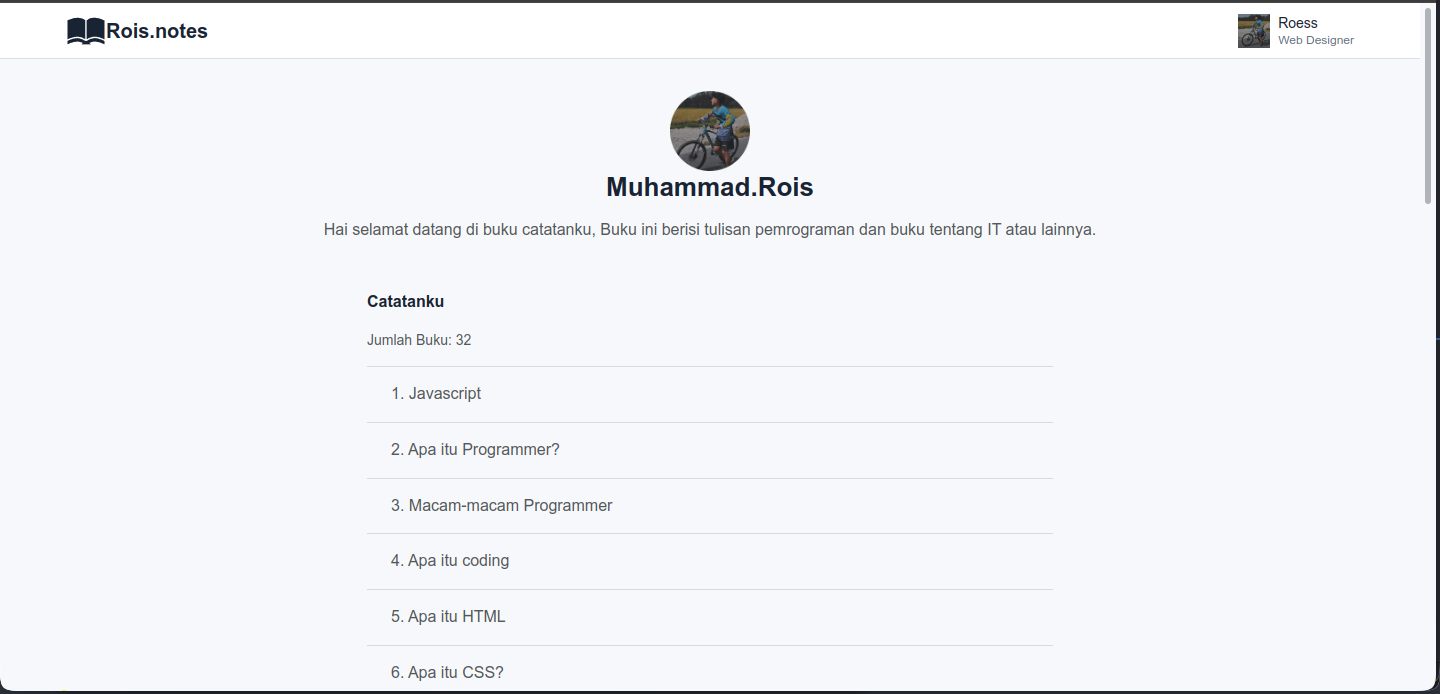 Rois.notes
Roess
Web Designer
Muhammad.Rois
Hai selamat datang di buku catatanku, Buku ini berisi tulisan pemrograman dan buku tentang IT atau lainnya.
Catatanku
Jumlah Buku: 32
1. Javascript
2. Apa itu Programmer?
3. Macam-macam Programmer
4. Apa itu coding
5. Apa itu HTML
6. Apa itu CSS?